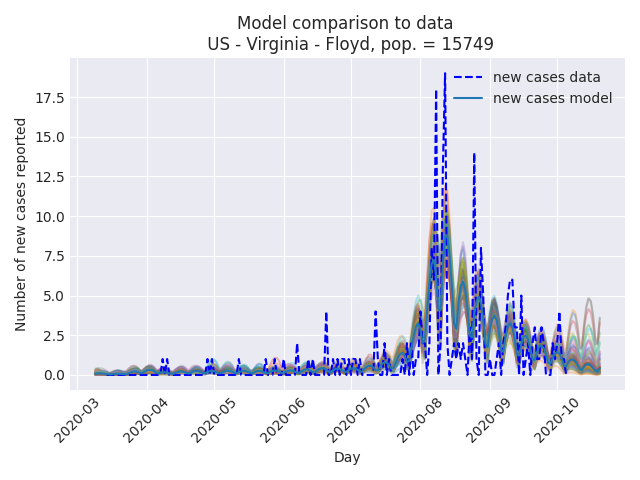 Model comparison to data
US - Virginia - Floyd, pop. = 15749
new cases data
new cases model
17.5
15.0
12.5
10.0
7.5
5.0
2.5
0.0
Number of new cases reported
2020-03
2020-04
2020-05
2020-06
2020-07
2020-08
2020-09
2020-10
Day